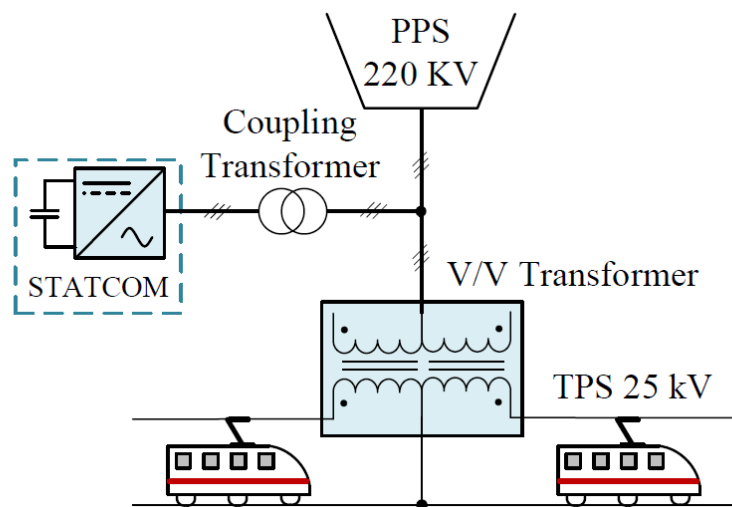 PPS
220 KV
Coupling
Transformer
STATCOM
V/V Transformer
TPS 25 kV